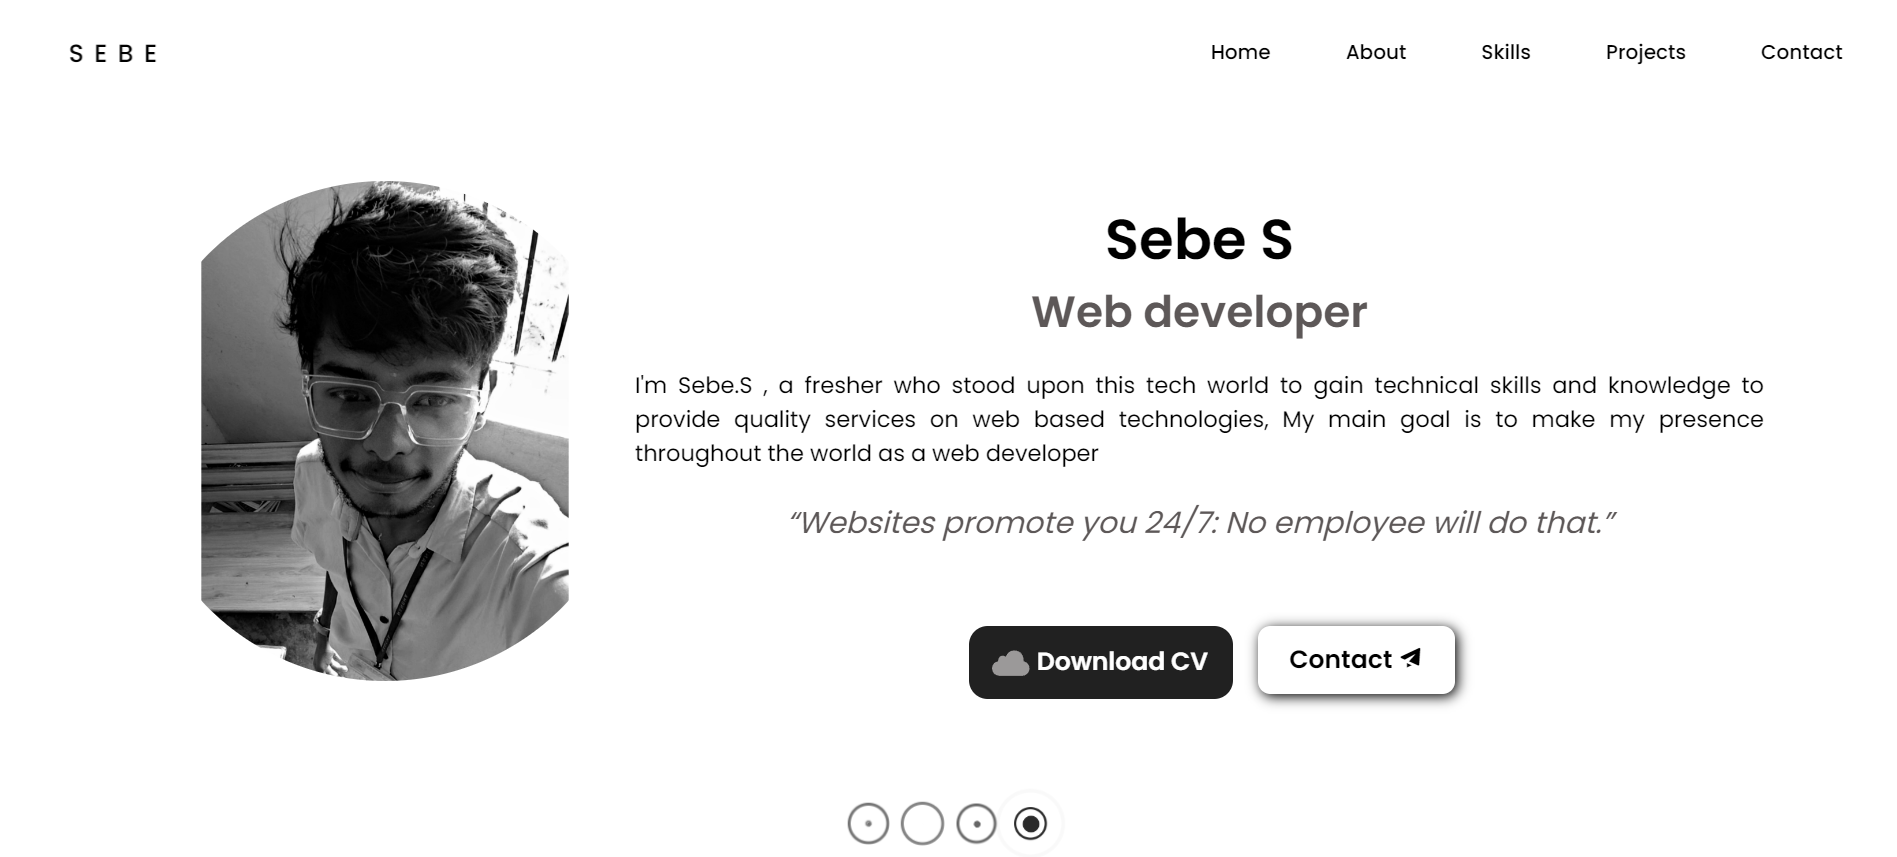 SEBE
Home About Skills Projects Contact
Sebe S
Web developer
I'm Sebe.S , a fresher who stood upon this tech world to gain technical skills and knowledge to
provide quality services on web based technologies, My main goal is to make my presence
throughout the world as a web developer
“Websites promote you 24/7: No employee will do that.”
Download CV Contact